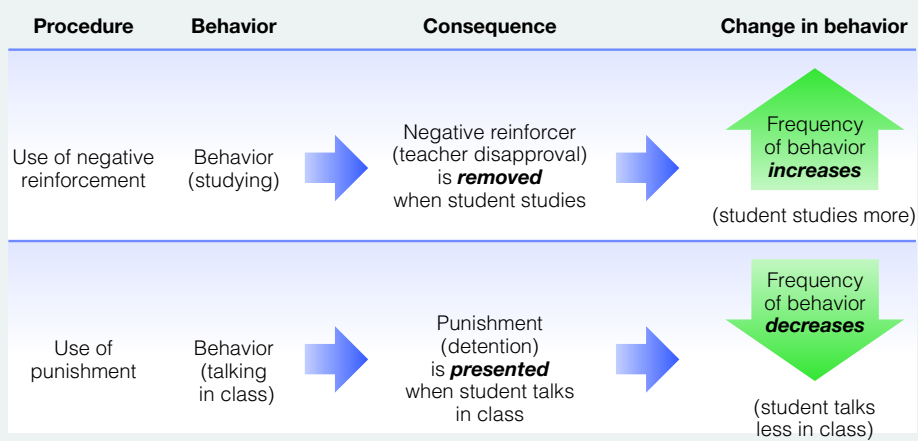 Procedure
Behavior
Consequence
Change in behavior
Use of negative
reinforcement
Behavior
(studying)
Negative reinforcer
(teacher disapproval)
is removed
when student studies
Frequency
of behavior
increases
(student studies more)
Use of
punishment
Behavior
(talking
in class)
Punishment
(detention)
is presented
when student talks
in class
Frequency
of behavior
decreases
(student talks
less in class)